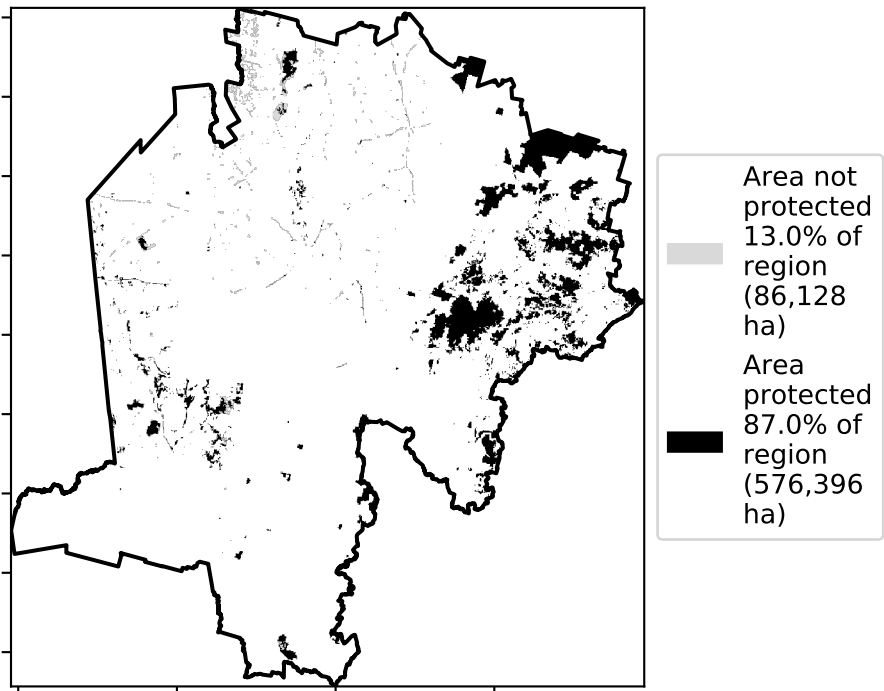 Area not
protected
13.0% of
region
(86,128
ha)
Area
protected
87.0% of
region
(576,396
ha)